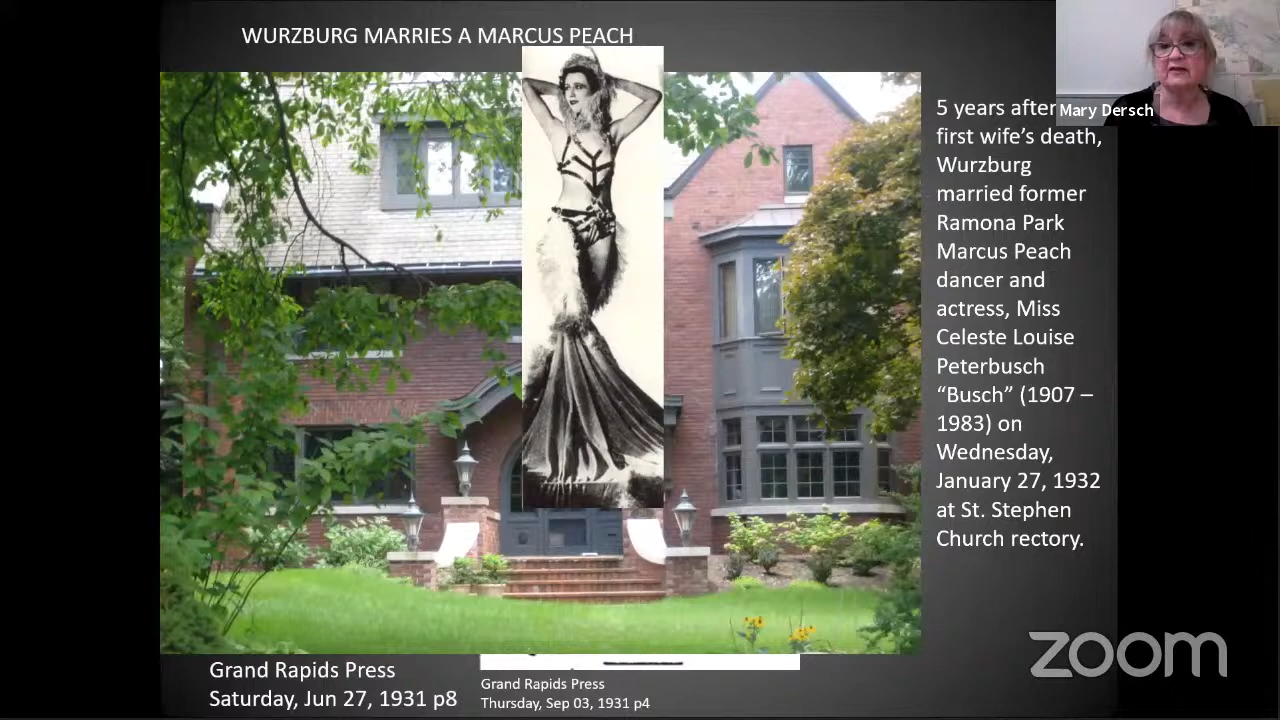 WURZBURG MARRIES A MARCUS PEACH
Mary Dersch
5 years after
first wife’s death,
Wurzburg
married former
Ramona Park
Marcus Peach
dancer and
actress, Miss
Celeste Louise
Peterbusch
“Busch” (1907 –
1983) on
Wednesday,
January 27, 1932
at St. Stephen
Church rectory.
Grand Rapids Press
Saturday, Jun 27, 1931 p8
Grand Rapids Press
Thursday, Sep 03, 1931 p4
zoom